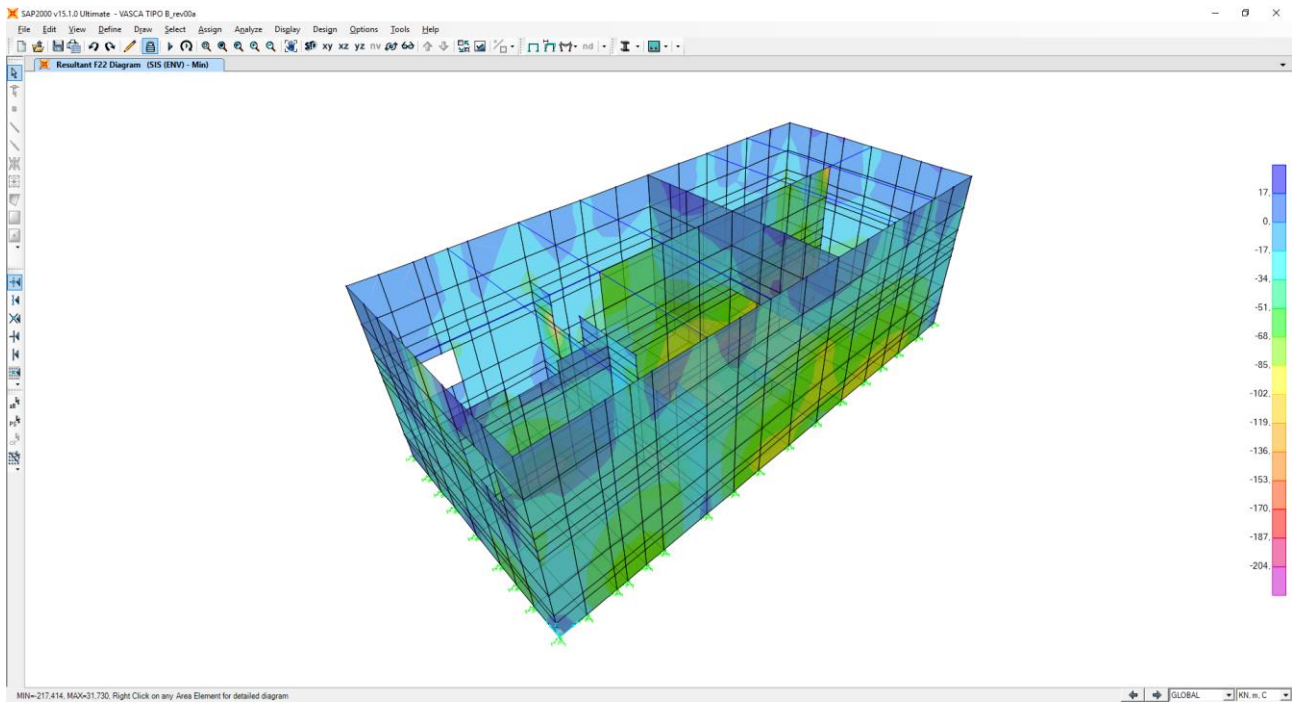 SAP2000 v15.1.0 Ultimate - VASCA TIPO B_rev00a
File Edit View Define Draw Select Assign Analyze Display Design Options Tools Help
xy xz yz nv nd
Resultant F22 Diagram (SIS (ENV) - Min)
17,
0,
-17,
-34,
-51,
-68,
-85,
-102,
-119,
-136,
-153,
-170,
-187,
-204,
MIN=-217,414, MAX=31,730, Right Click on any Area Element for detailed diagram
GLOBAL
KN, m, C